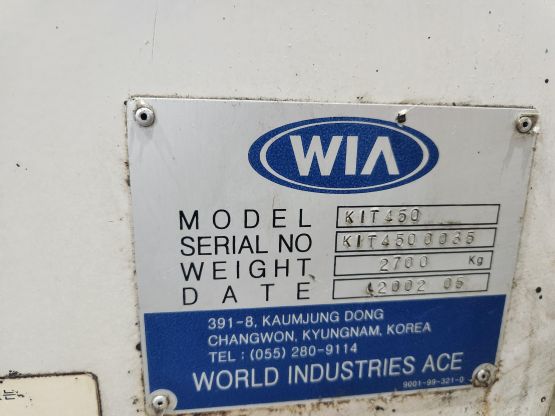 WIA
MODEL KIT450
SERIAL NO KIT4500035
WEIGHT 2700 Kg
DATE 2002 05
391-8, KAUMJUNG DONG
CHANGWON, KYUNGNAM, KOREA
TEL : (055) 280-9114
WORLD INDUSTRIES ACE
9001-99-321-0